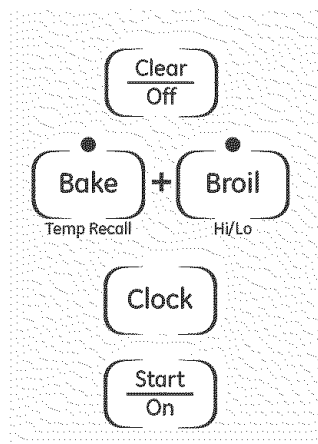 Clear
Off
Bake + Broil
Temp Recall Hi/Lo
Clock
Start
On